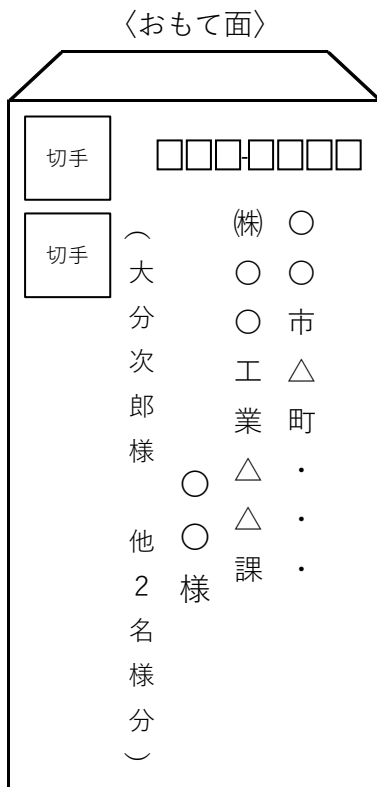 〈おもて面〉
切手
切手
○○市△町・・・
㈱○○工業△△課
○○様
（大分次郎様　他２名様分）